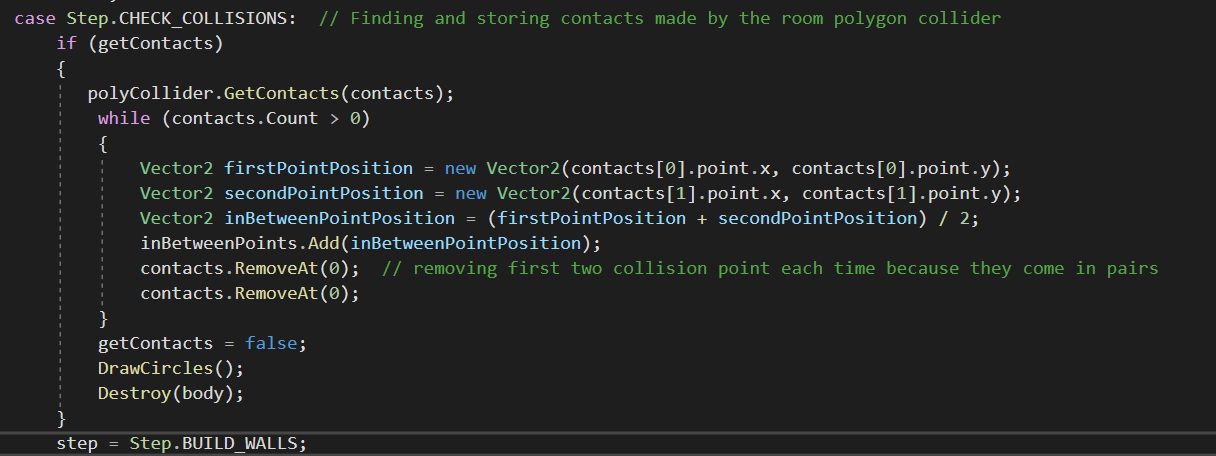 case Step.CHECK_COLLISIONS:  // Finding and storing contacts made by the room polygon collider
    if (getContacts)
    {
       polyCollider.GetContacts(contacts);
        while (contacts.Count > 0)
        {
            Vector2 firstPointPosition = new Vector2(contacts[0].point.x, contacts[0].point.y);
            Vector2 secondPointPosition = new Vector2(contacts[1].point.x, contacts[1].point.y);
            Vector2 inBetweenPointPosition = (firstPointPosition + secondPointPosition) / 2;
            inBetweenPoints.Add(inBetweenPointPosition);
            contacts.RemoveAt(0);  // removing first two collision point each time because they come in pairs
            contacts.RemoveAt(0);
        }
        getContacts = false;
        DrawCircles();
        Destroy(body);
    }
    step = Step.BUILD_WALLS;